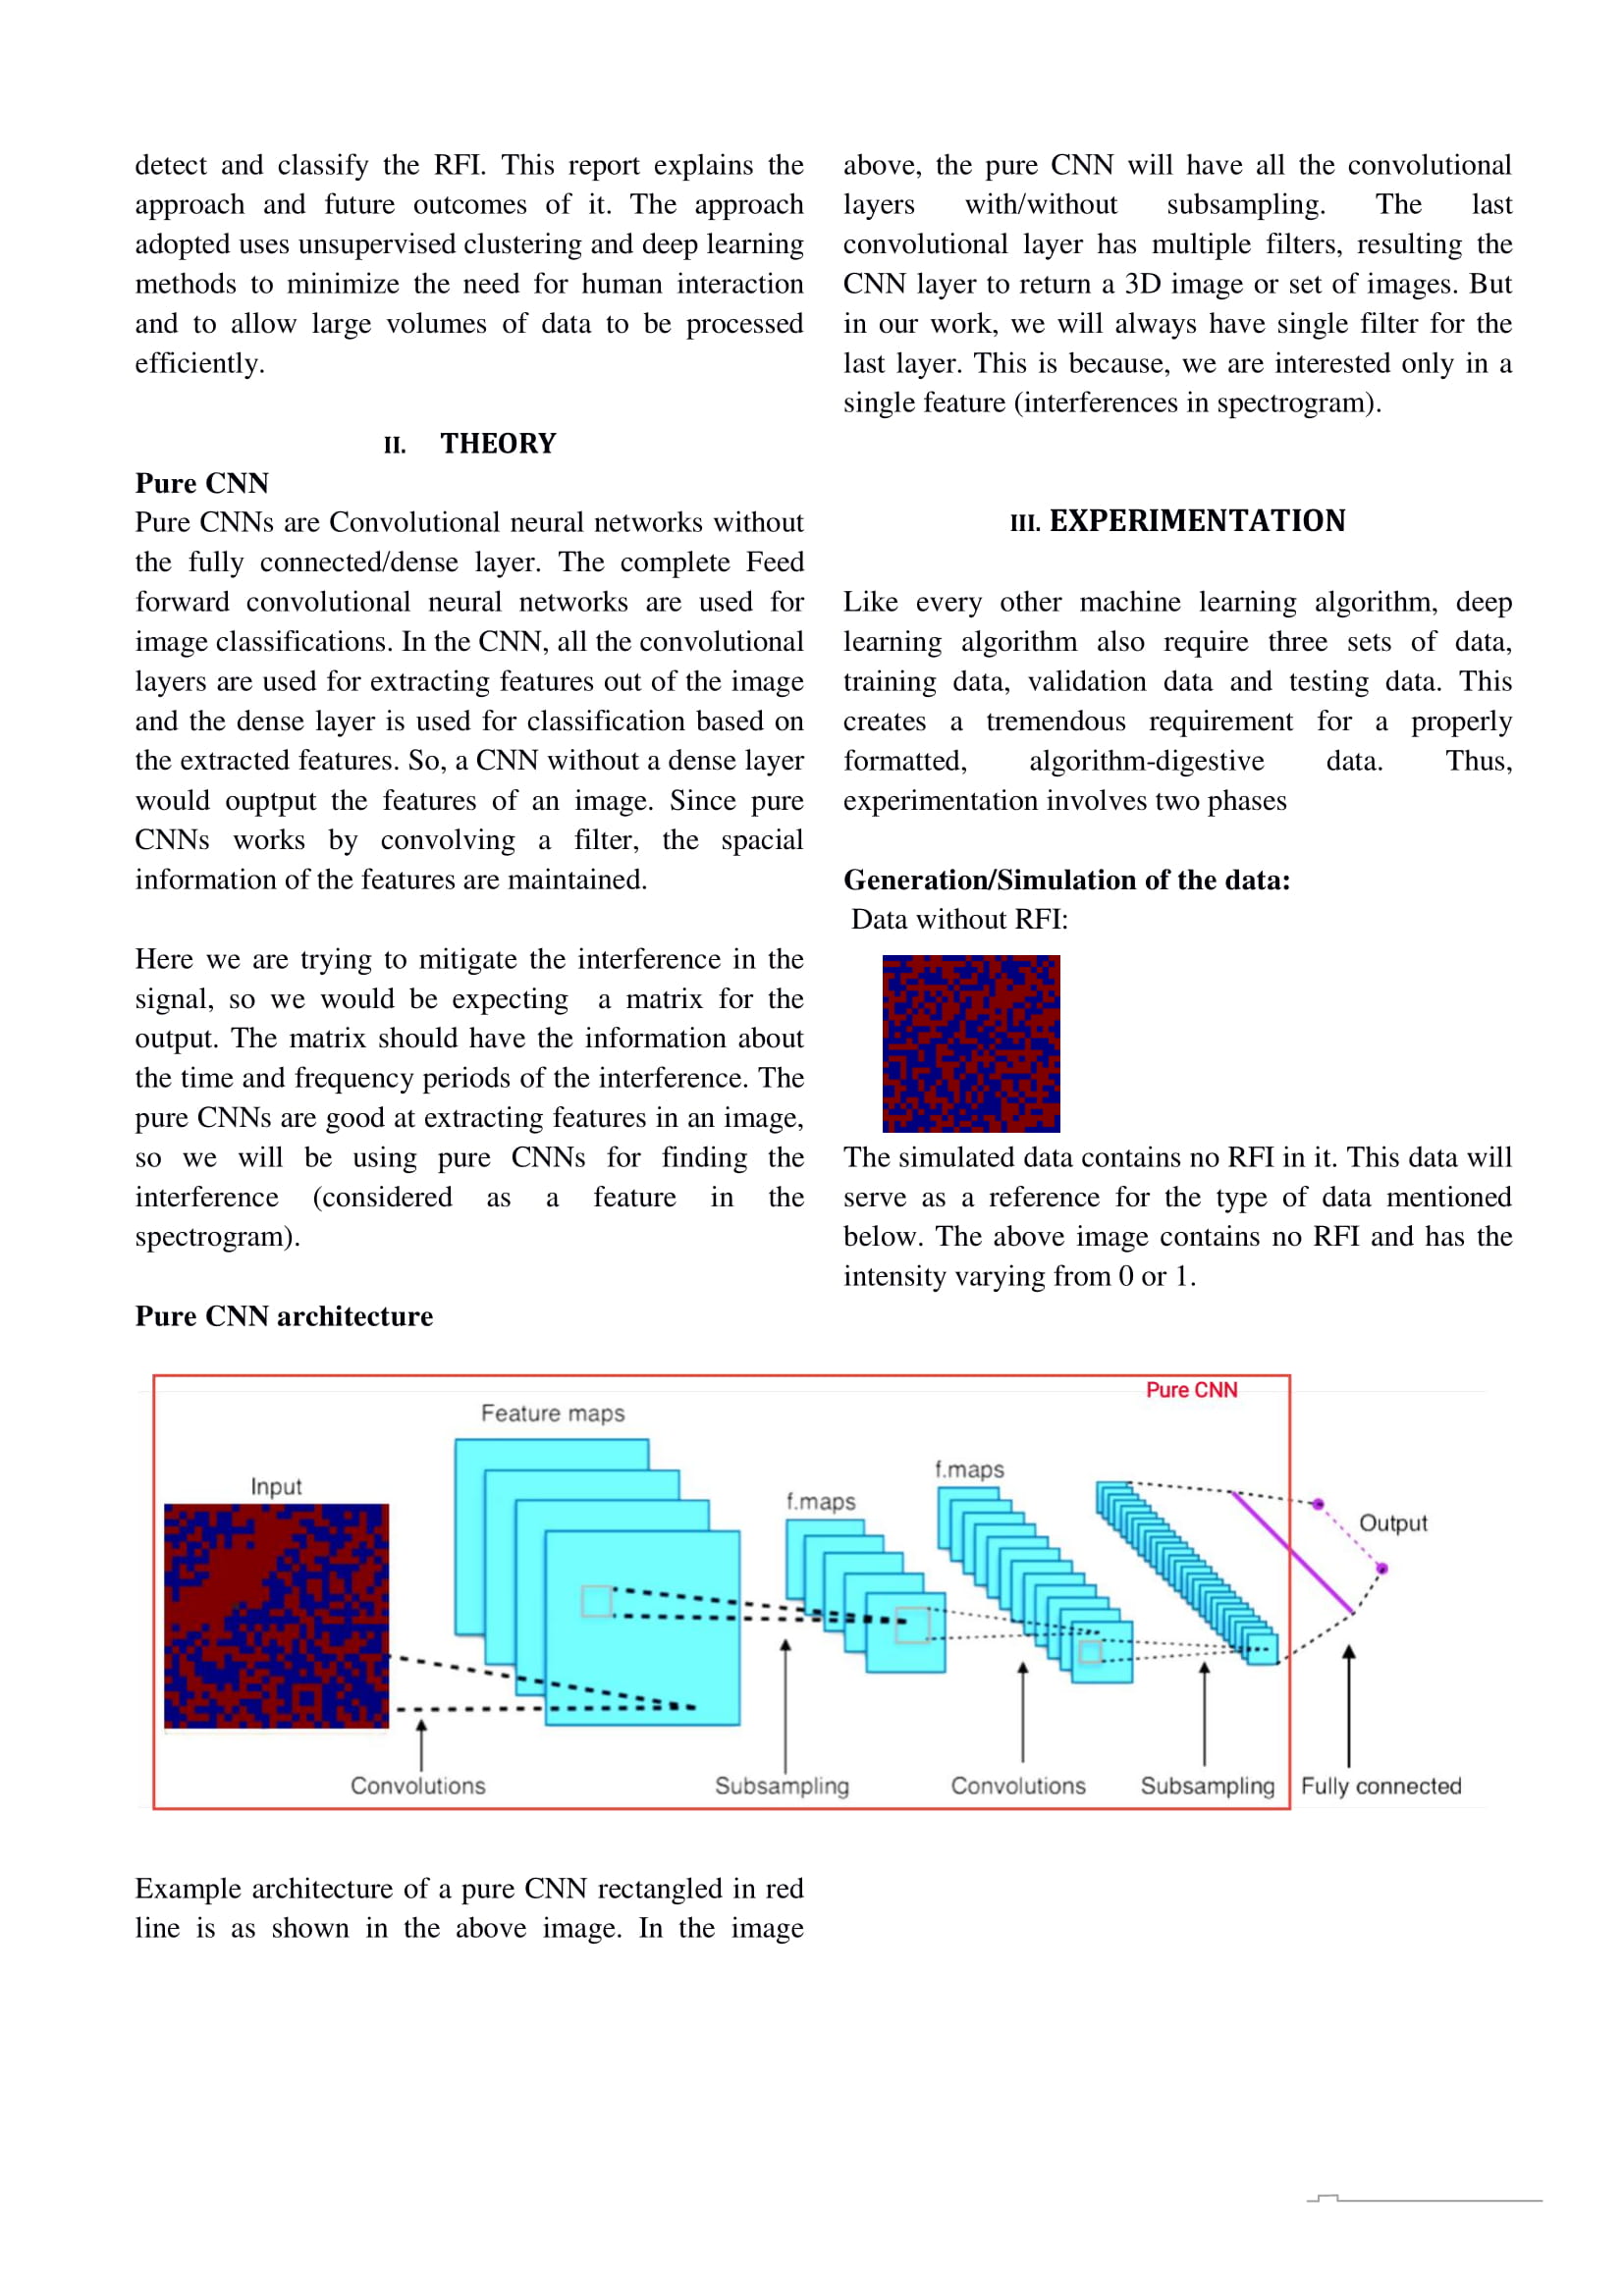 detect and classify the RFI. This report explains the
approach and future outcomes of it. The approach
adopted uses unsupervised clustering and deep learning
methods to minimize the need for human interaction
and to allow large volumes of data to be processed
efficiently.
II. THEORY
Pure CNN
Pure CNNs are Convolutional neural networks without
the fully connected/dense layer. The complete Feed
forward convolutional neural networks are used for
image classifications. In the CNN, all the convolutional
layers are used for extracting features out of the image
and the dense layer is used for classification based on
the extracted features. So, a CNN without a dense layer
would ouptput the features of an image. Since pure
CNNs works by convolving a filter, the spacial
information of the features are maintained.
Here we are trying to mitigate the interference in the
signal, so we would be expecting a matrix for the
output. The matrix should have the information about
the time and frequency periods of the interference. The
pure CNNs are good at extracting features in an image,
so we will be using pure CNNs for finding the
interference (considered as a feature in the
spectrogram).
Pure CNN architecture
Pure CNN
Feature maps
f.maps
Input
f.maps
Output
Convolutions
Subsampling
Convolutions
Subsampling
Fully connected
Example architecture of a pure CNN rectangled in red
line is as shown in the above image. In the image
above, the pure CNN will have all the convolutional
layers with/without subsampling. The last
convolutional layer has multiple filters, resulting the
CNN layer to return a 3D image or set of images. But
in our work, we will always have single filter for the
last layer. This is because, we are interested only in a
single feature (interferences in spectrogram).
III. EXPERIMENTATION
Like every other machine learning algorithm, deep
learning algorithm also require three sets of data,
training data, validation data and testing data. This
creates a tremendous requirement for a properly
formatted, algorithm-digestive data. Thus,
experimentation involves two phases
Generation/Simulation of the data:
Data without RFI:
The simulated data contains no RFI in it. This data will
serve as a reference for the type of data mentioned
below. The above image contains no RFI and has the
intensity varying from 0 or 1.